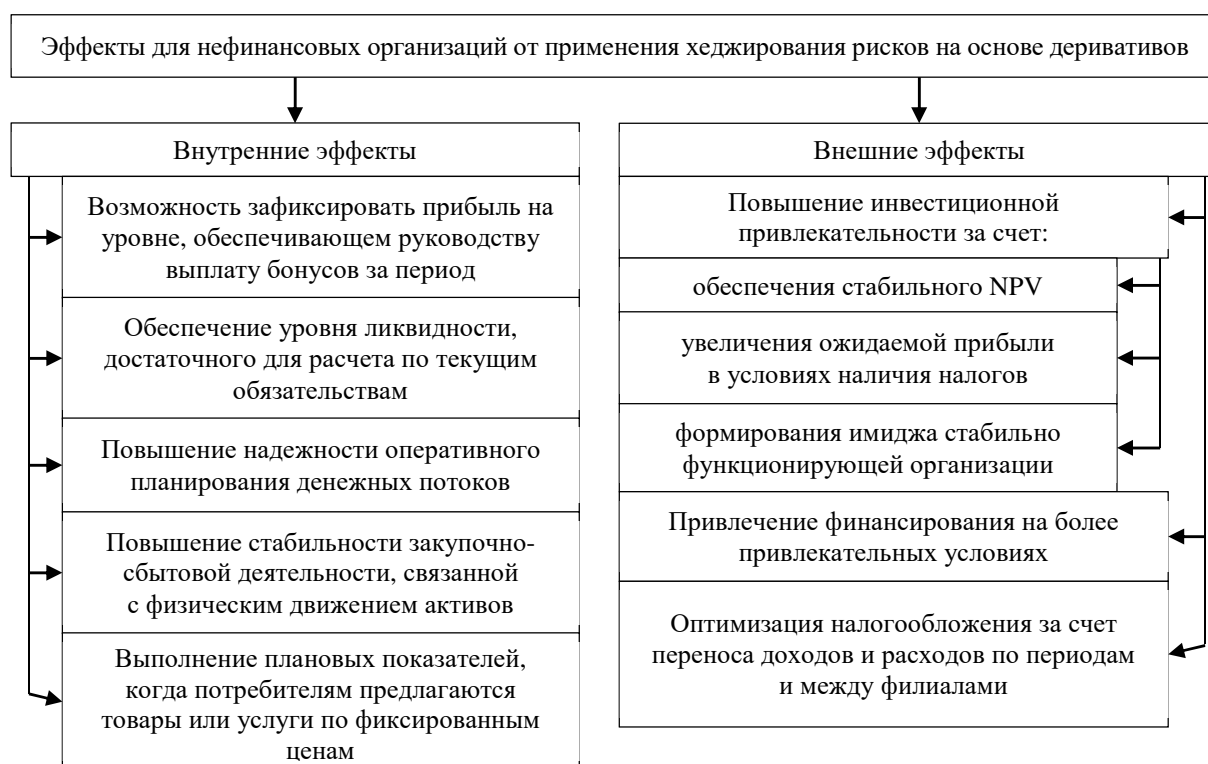 Эффекты для нефинансовых организаций от применения хеджирования рисков на основе деривативов
Внутренние эффекты
Возможность зафиксировать прибыль на
уровне, обеспечивающем руководству
выплату бонусов за период
Обеспечение уровня ликвидности,
достаточного для расчета по текущим
обязательствам
Повышение надежности оперативного
планирования денежных потоков
Повышение стабильности закупочно-
сбытовой деятельности, связанной
с физическим движением активов
Выполнение плановых показателей,
когда потребителям предлагаются
товары или услуги по фиксированным
ценам
Внешние эффекты
Повышение инвестиционной
привлекательности за счет:
обеспечения стабильного NPV
увеличения ожидаемой прибыли
в условиях наличия налогов
формирования имиджа стабильно
функционирующей организации
Привлечение финансирования на более
привлекательных условиях
Оптимизация налогообложения за счет
переноса доходов и расходов по периодам
и между филиалами